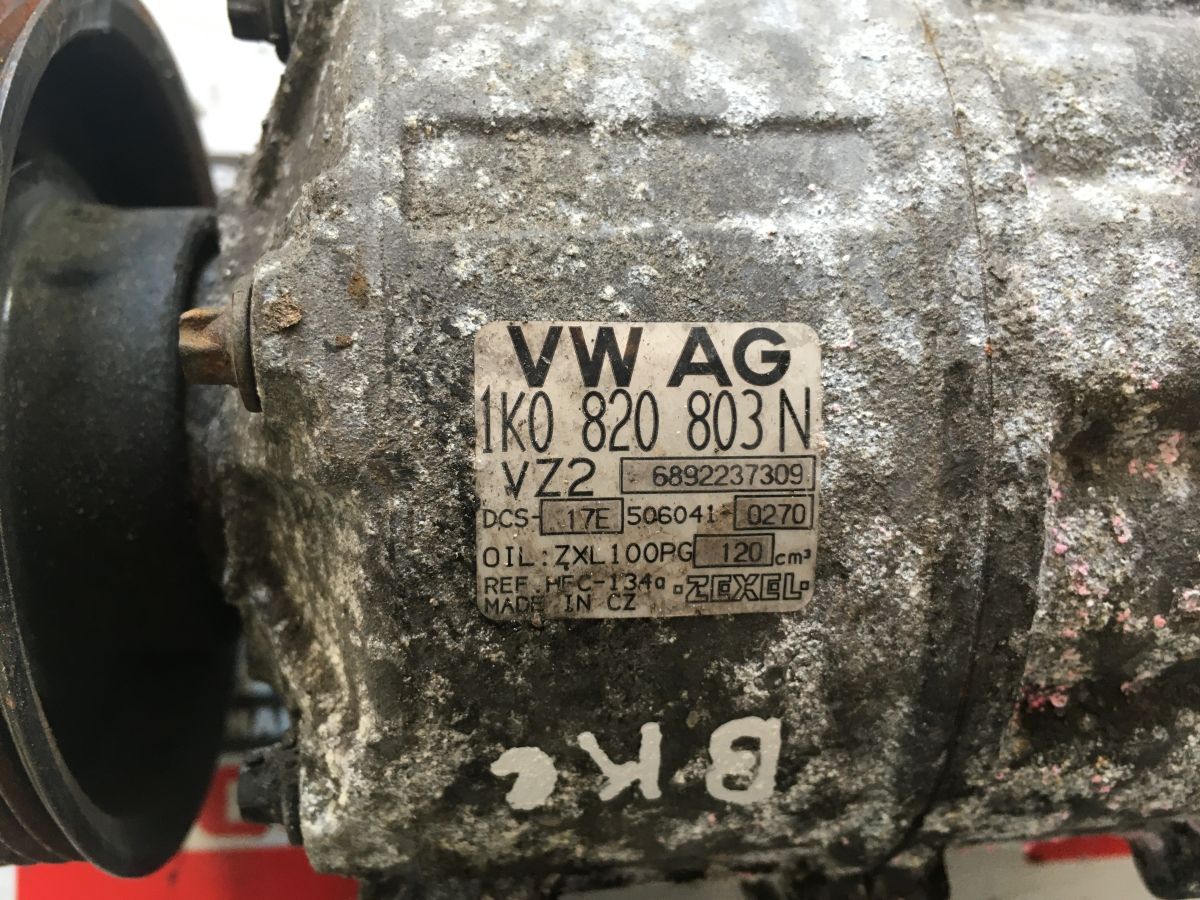 VW AG
1K0 820 803 N
VZ2 6892237309
DCS-17E 506041-0270
OIL: ZXL100PG 120 cm³
REF. HFC-134a ·ZEXEL·
MADE IN CZ
BKC